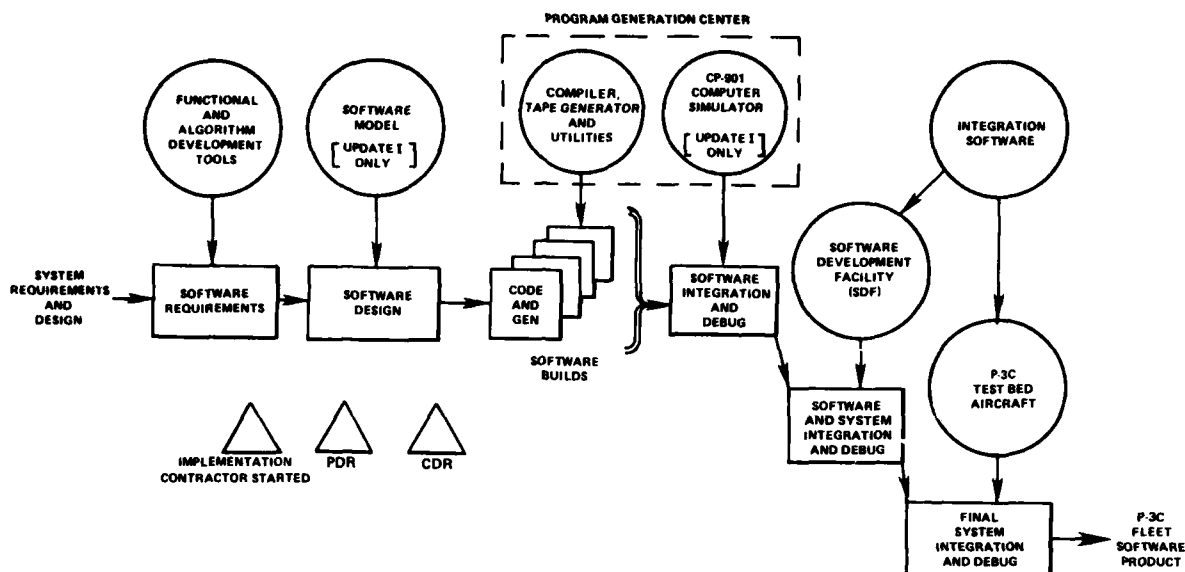 PROGRAM GENERATION CENTER
FUNCTIONAL
AND
ALGORITHM
DEVELOPMENT
TOOLS
SOFTWARE
MODEL
[ UPDATE I
ONLY ]
COMPILER,
TAPE GENERATOR
AND
UTILITIES
CP-901
COMPUTER
SIMULATOR
[ UPDATE I
ONLY ]
INTEGRATION
SOFTWARE
SOFTWARE
DEVELOPMENT
FACILITY
(SDF)
SYSTEM
REQUIREMENTS
AND
DESIGN
SOFTWARE
REQUIREMENTS
SOFTWARE
DESIGN
CODE
AND
GEN
SOFTWARE
BUILDS
SOFTWARE
INTEGRATION
AND
DEBUG
P-3C
TEST BED
AIRCRAFT
SOFTWARE
AND SYSTEM
INTEGRATION
AND DEBUG
IMPLEMENTATION
CONTRACTOR STARTED
PDR
CDR
FINAL
SYSTEM
INTEGRATION
AND DEBUG
P-3C
FLEET
SOFTWARE
PRODUCT